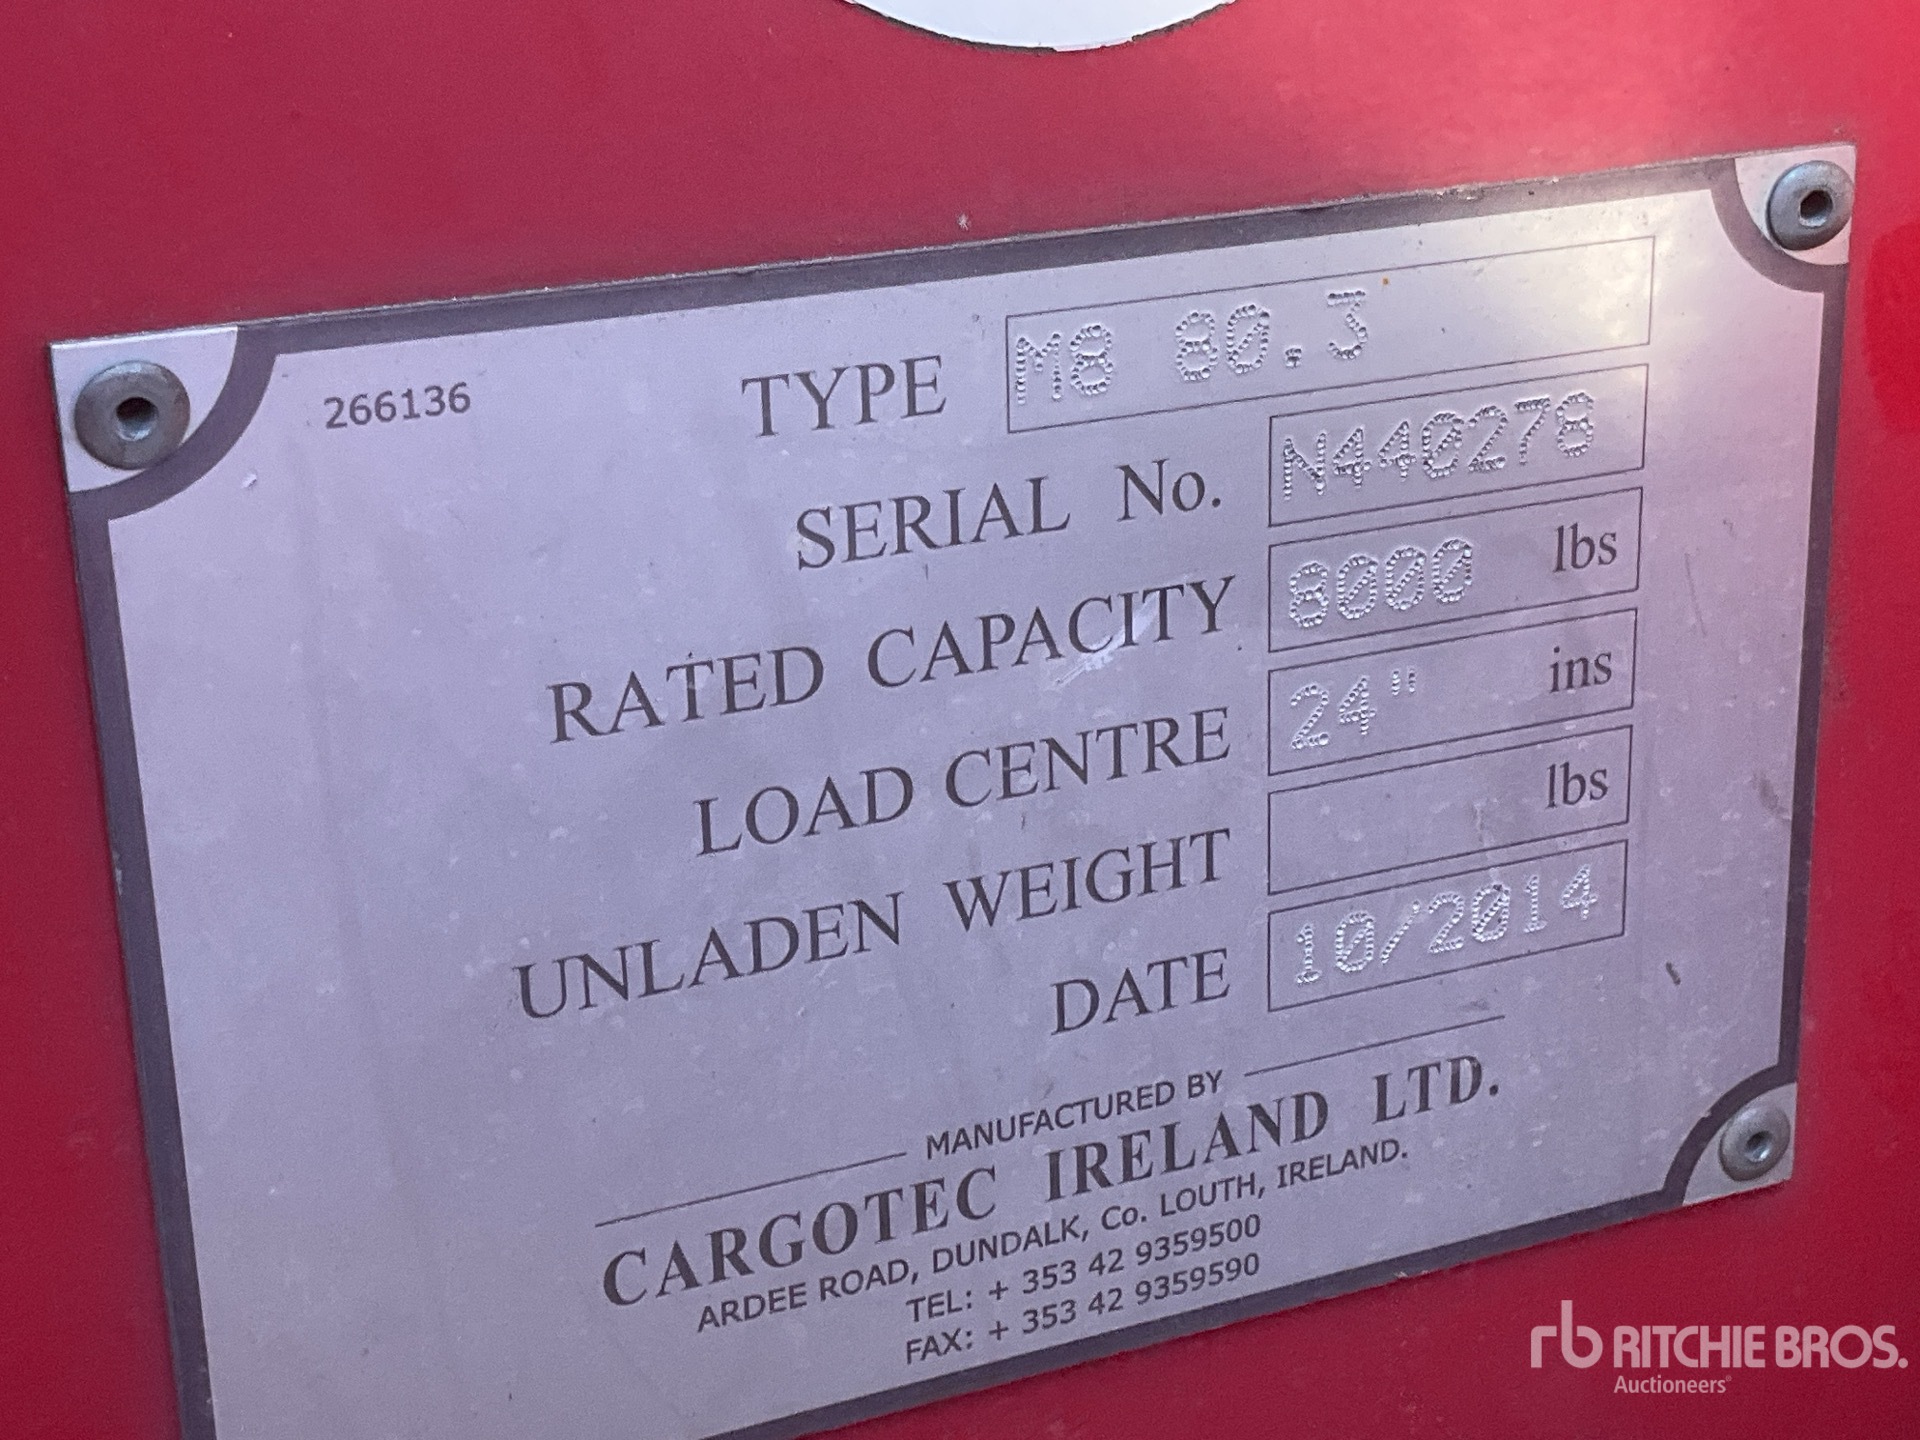 266136
TYPE M8 80.3
SERIAL No. N440278
RATED CAPACITY 8000 lbs
LOAD CENTRE 24" ins
UNLADEN WEIGHT lbs
DATE 10/2014
MANUFACTURED BY
CARGOTEC IRELAND LTD.
ARDEE ROAD, DUNDALK, Co. LOUTH, IRELAND.
TEL: + 353 42 9359500
FAX: + 353 42 9359590
rb RITCHIE BROS.
Auctioneers®